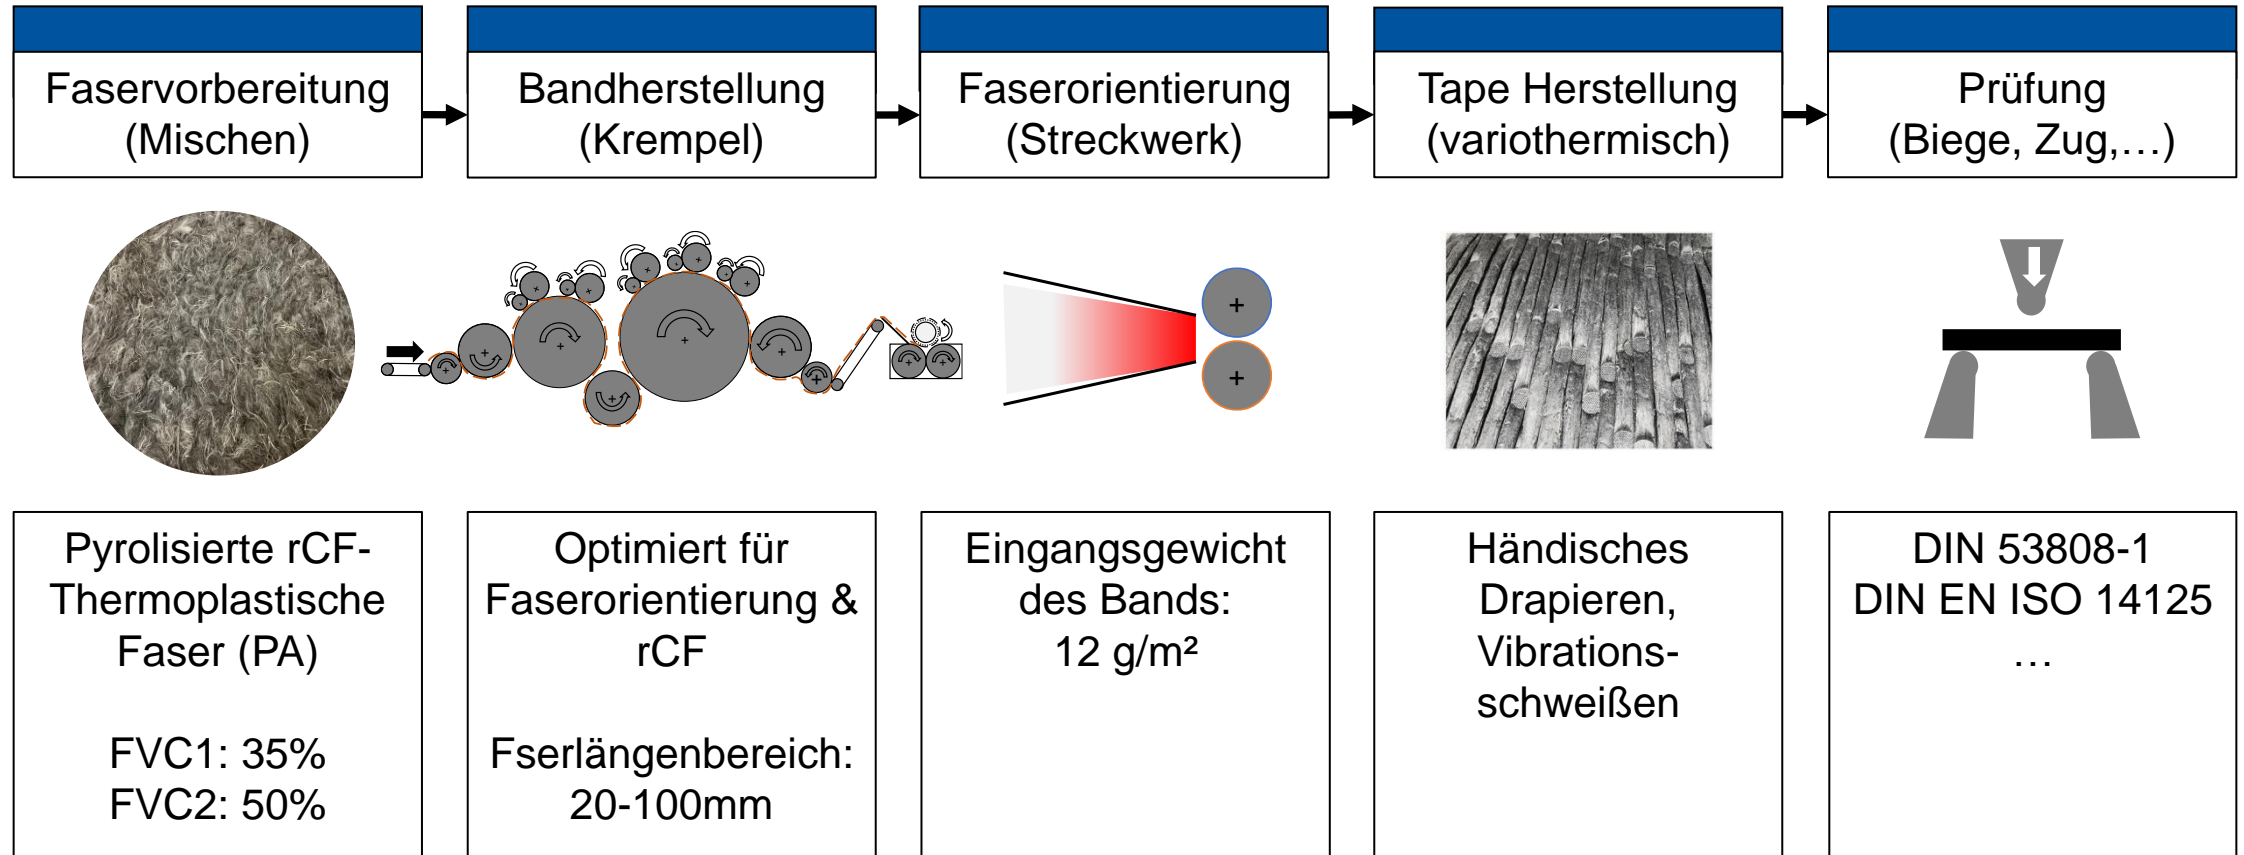 Faservorbereitung
(Mischen)
Bandherstellung
(Krempel)
Faserorientierung
(Streckwerk)
Tape Herstellung
(variothermisch)
Prüfung
(Biege, Zug,…)
Pyrolisierte rCF-
Thermoplastische
Faser (PA)
FVC1: 35%
FVC2: 50%
Optimiert für
Faserorientierung &
rCF
Fserlängenbereich:
20-100mm
Eingangsgewicht
des Bands:
12 g/m²
Händisches
Drapieren,
Vibrations-
schweißen
DIN 53808-1
DIN EN ISO 14125
…